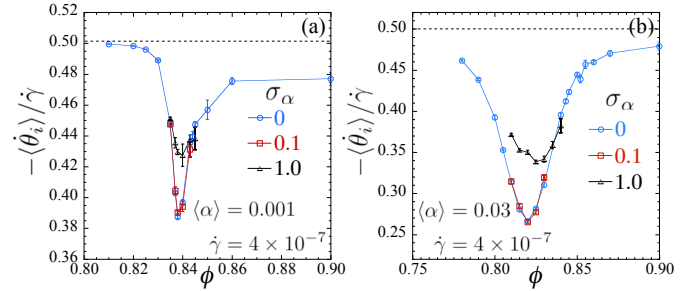 (a)
−⟨θ̇ᵢ⟩/γ̇
0.52
0.50
0.48
0.46
0.44
0.42
0.40
0.38
0.36
σ_α
0
0.1
1.0
⟨α⟩ = 0.001
γ̇ = 4 × 10⁻⁷
0.80 0.82 0.84 0.86 0.88 0.90
ϕ
(b)
−⟨θ̇ᵢ⟩/γ̇
0.50
0.45
0.40
0.35
0.30
0.25
σ_α
0
0.1
1.0
⟨α⟩ = 0.03
γ̇ = 4 × 10⁻⁷
0.75 0.80 0.85 0.90
ϕ